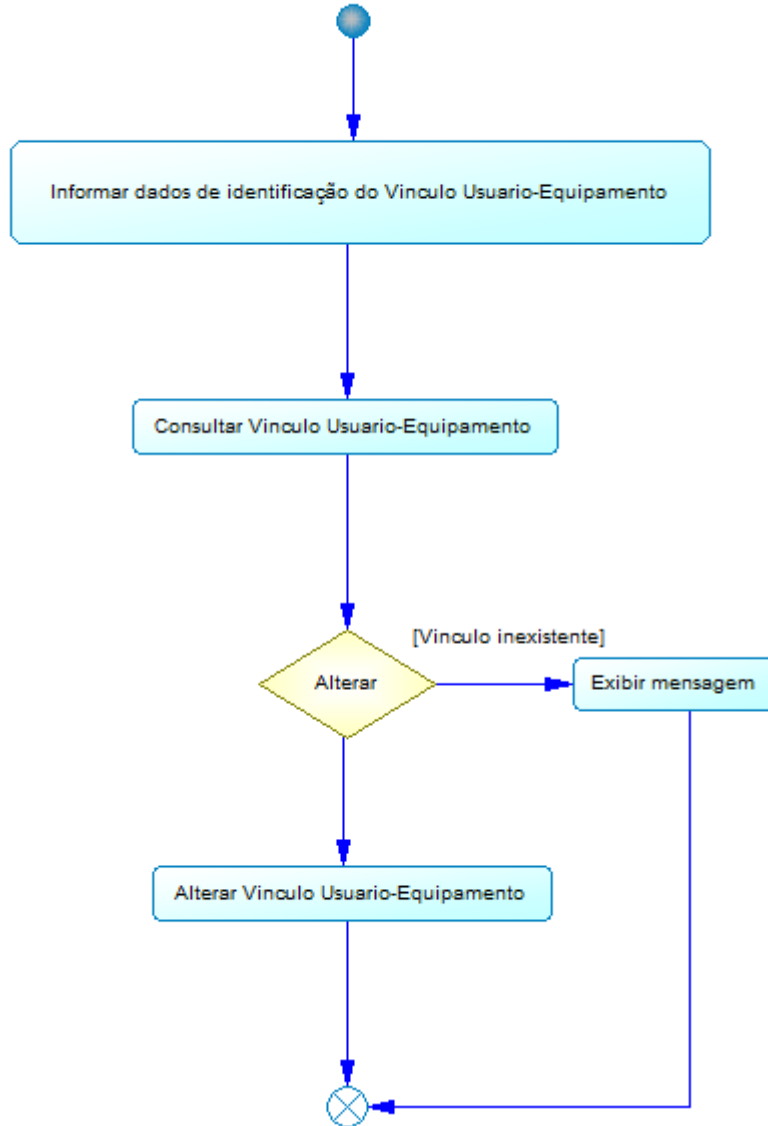 Informar dados de identificação do Vinculo Usuario-Equipamento
Consultar Vinculo Usuario-Equipamento
[Vinculo inexistente]
Alterar
Exibir mensagem
Alterar Vinculo Usuario-Equipamento